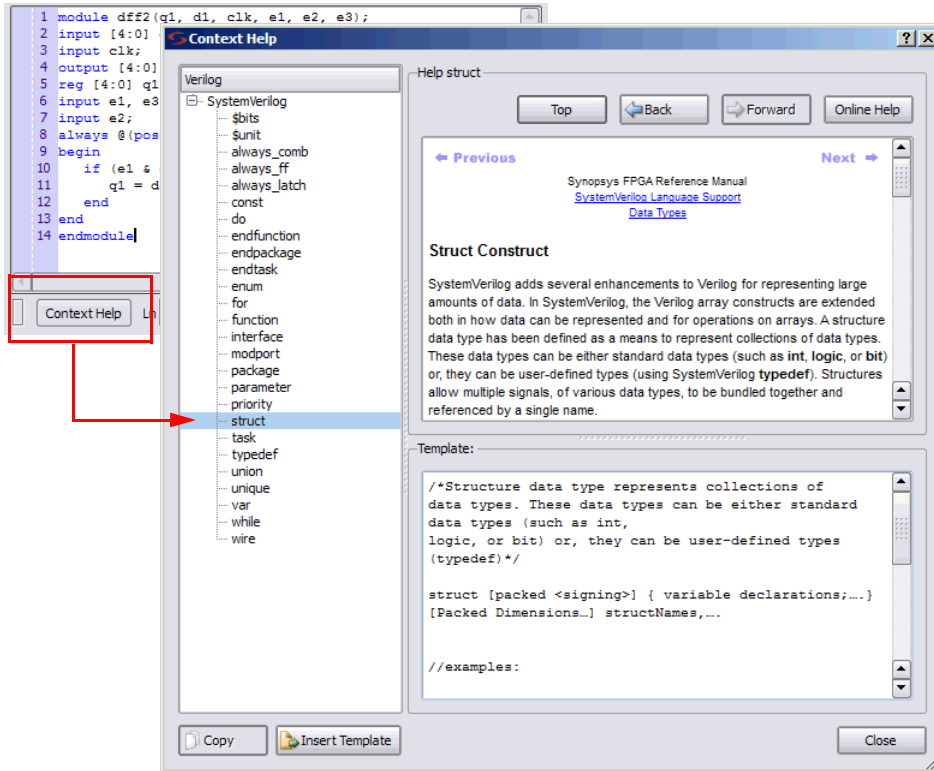 1 module dff2(q1, d1, clk, e1, e2, e3);
2 input [4:0]
3 input clk;
4 output [4:0]
5 reg [4:0] q1
6 input e1, e3
7 input e2;
8 always @(pos
9 begin
10 if (e1 &
11 q1 = d
12 end
13 end
14 endmodule
Context Help
Ln
Context Help
Verilog
SystemVerilog
$bits
$unit
always_comb
always_ff
always_latch
const
do
endfunction
endpackage
endtask
enum
for
function
interface
modport
package
parameter
priority
struct
task
typedef
union
unique
var
while
wire
Copy
Insert Template
Help struct
Top
Back
Forward
Online Help
Previous
Next
Synopsys FPGA Reference Manual
SystemVerilog Language Support
Data Types
Struct Construct
SystemVerilog adds several enhancements to Verilog for representing large
amounts of data. In SystemVerilog, the Verilog array constructs are extended
both in how data can be represented and for operations on arrays. A structure
data type has been defined as a means to represent collections of data types.
These data types can be either standard data types (such as int, logic, or bit)
or, they can be user-defined types (using SystemVerilog typedef). Structures
allow multiple signals, of various data types, to be bundled together and
referenced by a single name.
Template:
/*Structure data type represents collections of
data types. These data types can be either standard
data types (such as int,
logic, or bit) or, they can be user-defined types
(typedef)*/
struct [packed <signing>] { variable declarations;….}
[Packed Dimensions…] structNames,….
//examples:
Close